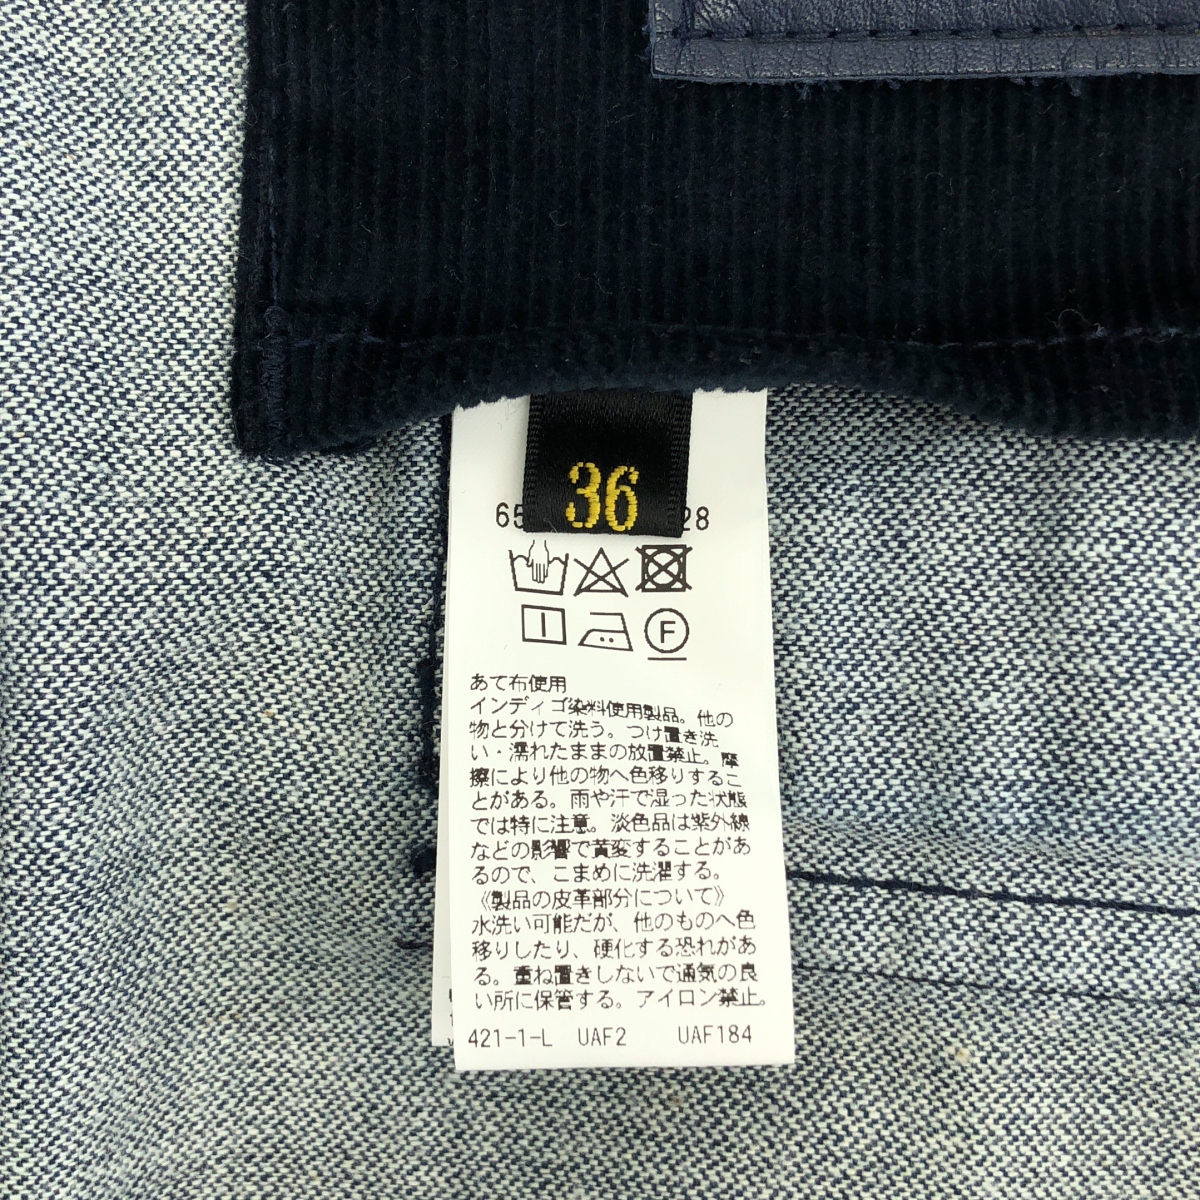 36
65
28
F
あて布使用
インディゴ染料使用製品。他の
物と分けて洗う。つけ置き洗
い・濡れたままの放置禁止。摩
擦により他の物へ色移りするこ
とがある。雨や汗で湿った状態
では特に注意。淡色品は紫外線
などの影響で黄変することがあ
るので、こまめに洗濯する。
《製品の皮革部分について》
水洗い可能だが、他のものへ色
移りしたり、硬化する恐れがあ
る。重ね置きしないで通気の良
い所に保管する。アイロン禁止。
421-1-L UAF2 UAF184